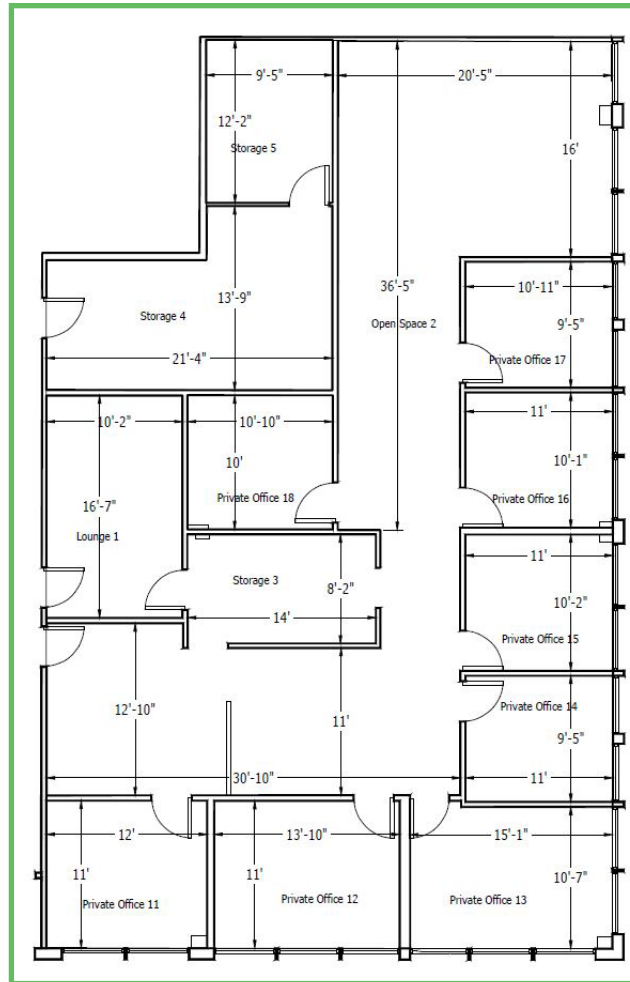 9'-5"
20'-5"
12'-2"
Storage 5
16'
36'-5"
10'-11"
13'-9"
9'-5"
Storage 4
Open Space 2
Private Office 17
21'-4"
10'-2"
10'-10"
11'
10'
10'-1"
Private Office 18
Private Office 16
16'-7"
Lounge 1
11'
Storage 3
8'-2"
10'-2"
14'
Private Office 15
12'-10"
11'
Private Office 14
9'-5"
30'-10"
11'
12'
13'-10"
15'-1"
11'
11'
10'-7"
Private Office 11
Private Office 12
Private Office 13